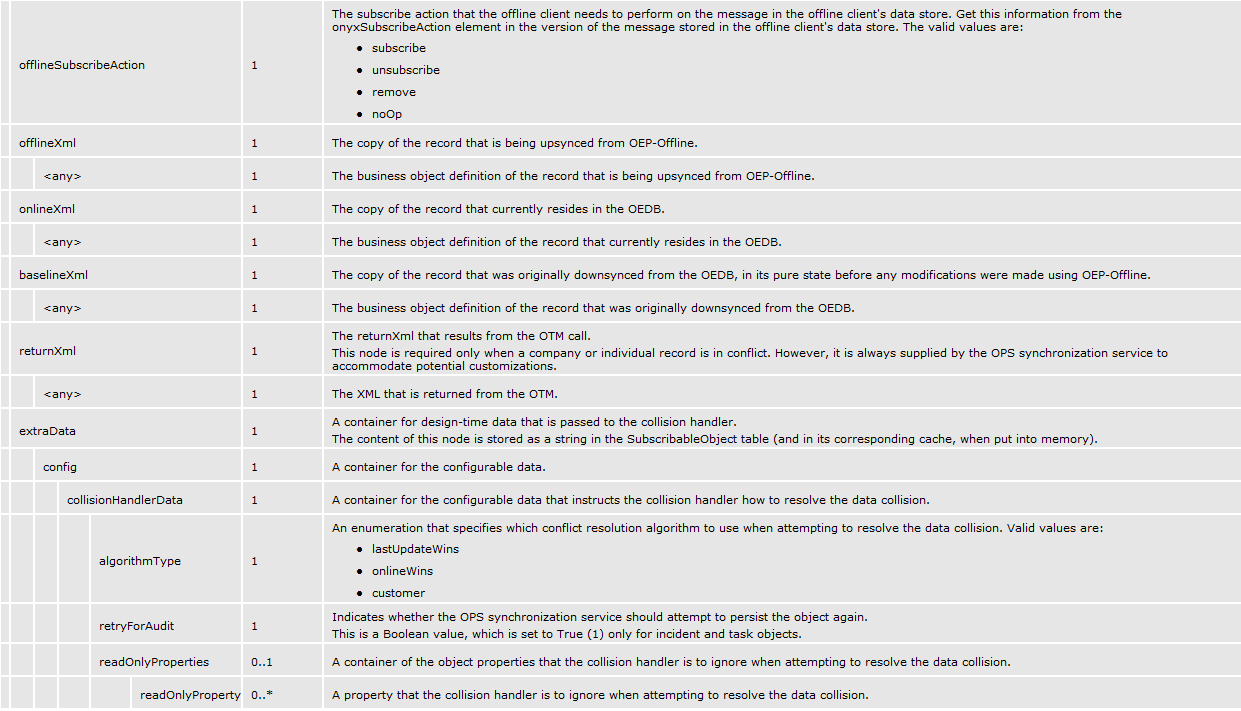 The subscribe action that the offline client needs to perform on the message in the offline client's data store. Get this information from the
onyxSubscribeAction element in the version of the message stored in the offline client's data store. The valid values are:
• subscribe
offlineSubscribeAction 1
• unsubscribe
• remove
• noOp
offlineXml 1 The copy of the record that is being upsynced from OEP-Offline.
<any> 1 The business object definition of the record that is being upsynced from OEP-Offline.
onlineXml 1 The copy of the record that currently resides in the OEDB.
<any> 1 The business object definition of the record that currently resides in the OEDB.
baselineXml 1 The copy of the record that was originally downsynced from the OEDB, in its pure state before any modifications were made using OEP-Offline.
<any> 1 The business object definition of the record that was originally downsynced from the OEDB.
The returnXml that results from the OTM call.
returnXml 1 This node is required only when a company or individual record is in conflict. However, it is always supplied by the OPS synchronization service to
accommodate potential customizations.
<any> 1 The XML that is returned from the OTM.
A container for design-time data that is passed to the collision handler.
extraData 1
The content of this node is stored as a string in the SubscribableObject table (and in its corresponding cache, when put into memory).
config 1 A container for the configurable data.
collisionHandlerData 1 A container for the configurable data that instructs the collision handler how to resolve the data collision.
An enumeration that specifies which conflict resolution algorithm to use when attempting to resolve the data collision. Valid values are:
• lastUpdateWins
algorithmType 1
• onlineWins
• customer
Indicates whether the OPS synchronization service should attempt to persist the object again.
retryForAudit 1
This is a Boolean value, which is set to True (1) only for incident and task objects.
readOnlyProperties 0..1 A container of the object properties that the collision handler is to ignore when attempting to resolve the data collision.
readOnlyProperty 0..* A property that the collision handler is to ignore when attempting to resolve the data collision.